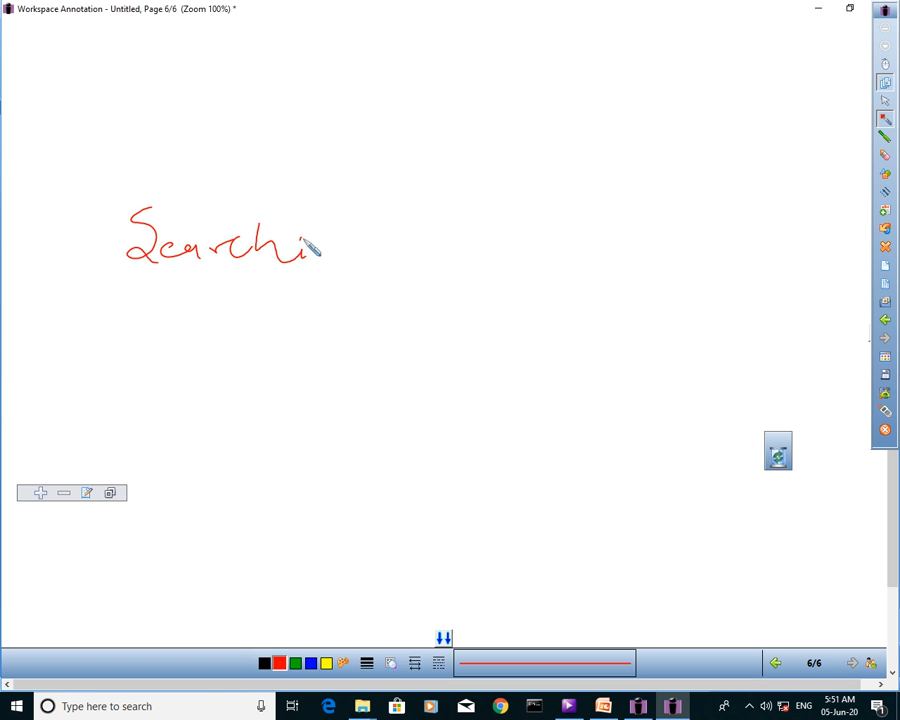 Workspace Annotation - Untitled, Page 6/6 (Zoom 100%) *
Searchi
6/6
Type here to search
ENG
5:51 AM
05-Jun-20
1